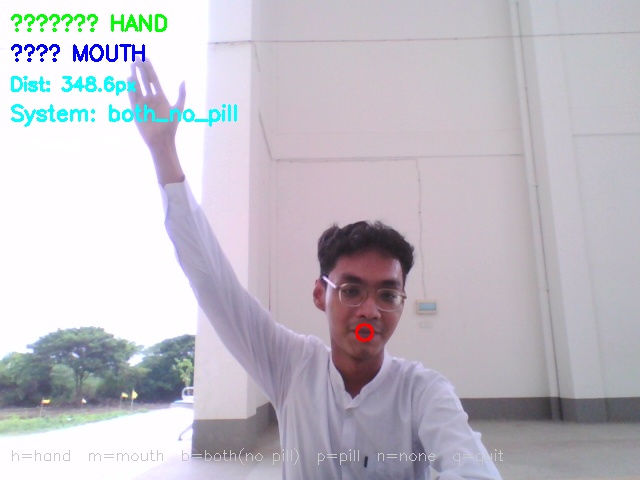 ??????? HAND
???? MOUTH
Dist: 348.6px
System: both_no_pill
h=hand m=mouth b=both(no pill) p=pill n=none q=quit